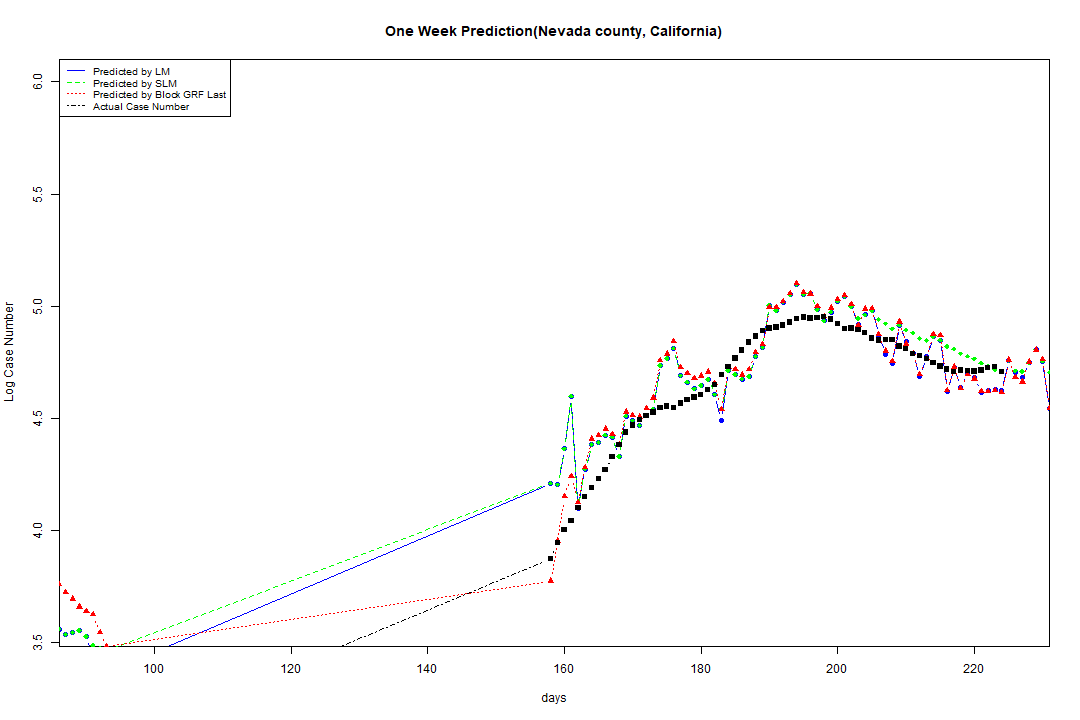 One Week Prediction(Nevada county, California)
Predicted by LM
Predicted by SLM
Predicted by Block GRF Last
Actual Case Number
6.0
5.5
5.0
4.5
4.0
3.5
Log Case Number
100 120 140 160 180 200 220
days